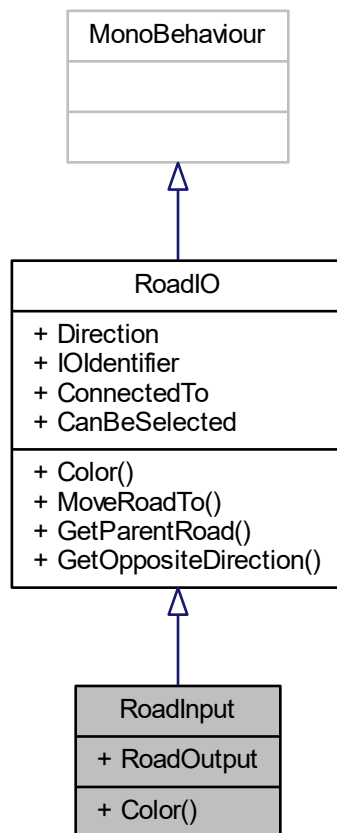 MonoBehaviour
RoadIO
+ Direction
+ IOIdentifier
+ ConnectedTo
+ CanBeSelected
+ Color()
+ MoveRoadTo()
+ GetParentRoad()
+ GetOppositeDirection()
RoadInput
+ RoadOutput
+ Color()